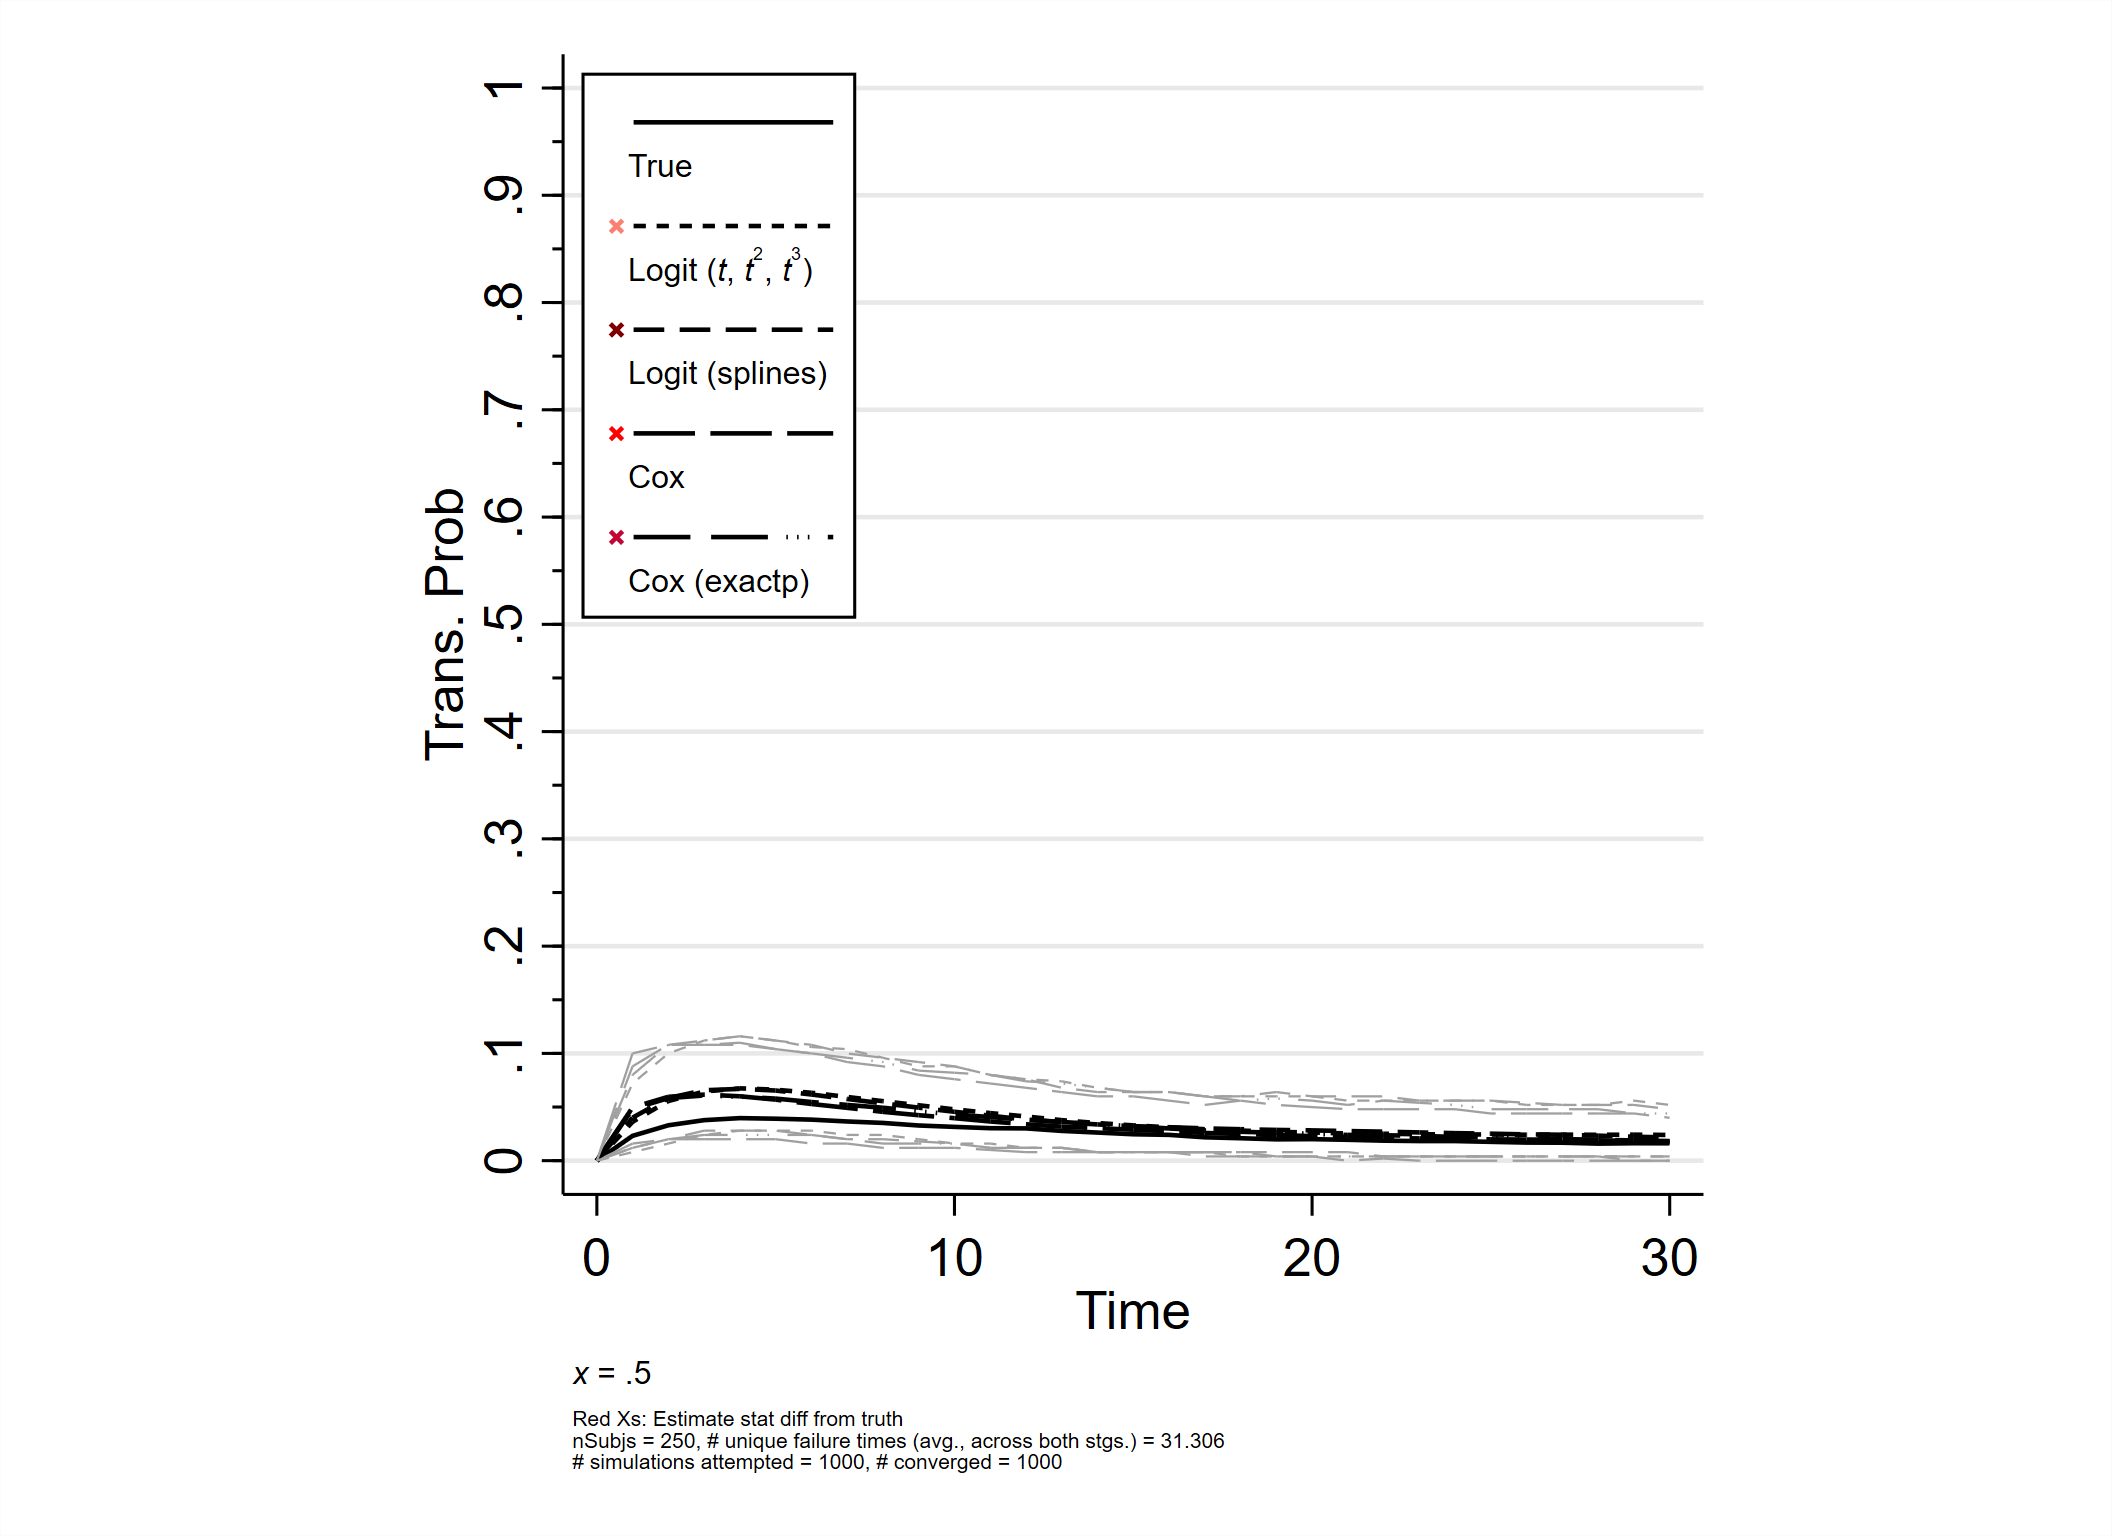 1
.9
.8
.7
.6
.5
.4
.3
.2
.1
0
Trans. Prob
True
Logit (t, t², t³)
Logit (splines)
Cox
Cox (exactp)
0 10 20 30
Time
x = .5
Red Xs: Estimate stat diff from truth
nSubjs = 250, # unique failure times (avg., across both stgs.) = 31.306
# simulations attempted = 1000, # converged = 1000